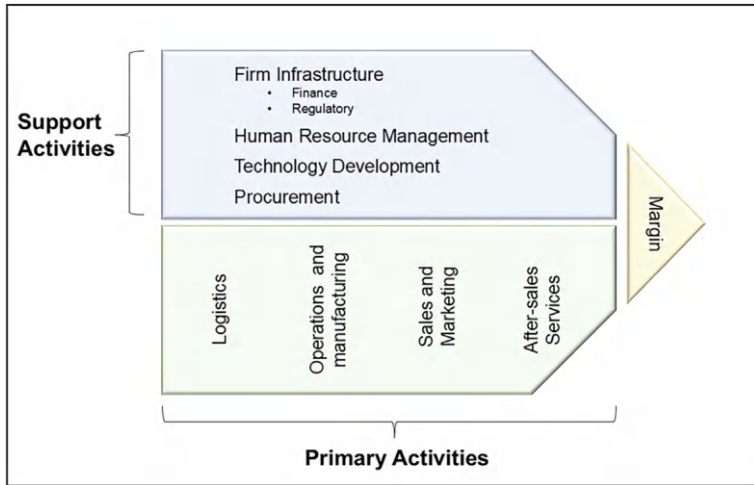 Support
Activities
Firm Infrastructure
• Finance
• Regulatory
Human Resource Management
Technology Development
Procurement
Margin
Logistics
Operations and
manufacturing
Sales and
Marketing
After-sales
Services
Primary Activities